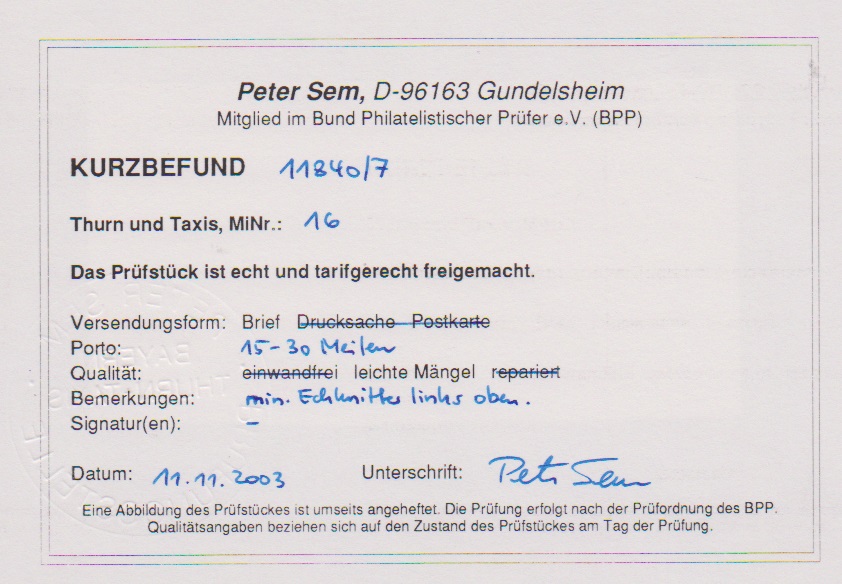 Peter Sem, D-96163 Gundelsheim
Mitglied im Bund Philatelistischer Prüfer e.V. (BPP)
KURZBEFUND 11840/7
Thurn und Taxis, MiNr.: 16
Das Prüfstück ist echt und tarifgerecht freigemacht.
Versendungsform: Brief Drucksache Postkarte
Porto: 15-30 Meilen
Qualität: einwandfrei leichte Mängel repariert
Bemerkungen: min. Eckknitter links oben.
Signatur(en): -
Datum: 11.11.2003 Unterschrift: Peter Sem
Eine Abbildung des Prüfstückes ist umseits angeheftet. Die Prüfung erfolgt nach der Prüfordnung des BPP.
Qualitätsangaben beziehen sich auf den Zustand des Prüfstückes am Tag der Prüfung.